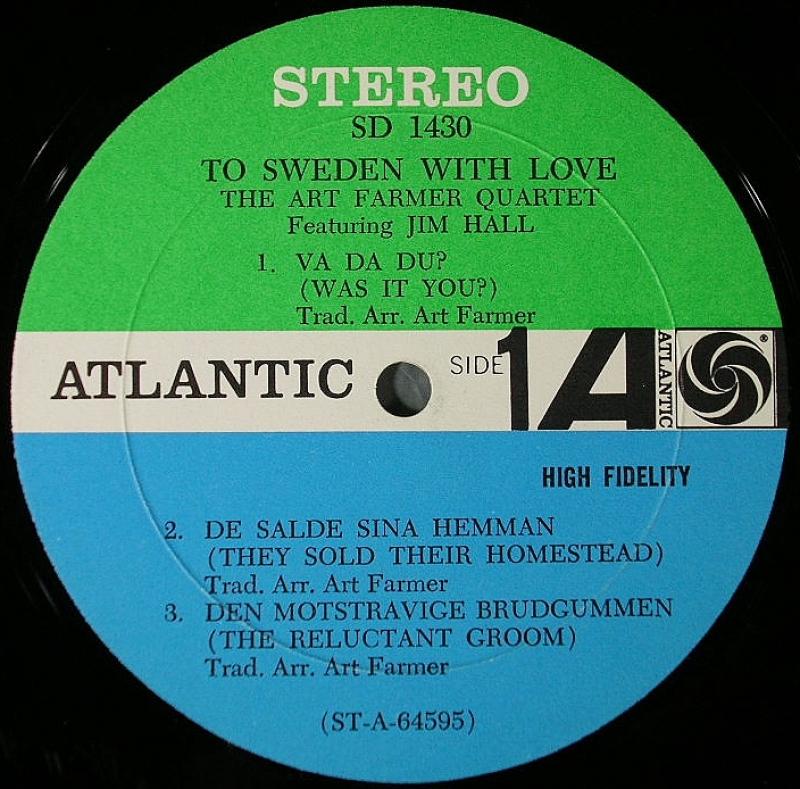 STEREO
SD 1430
TO SWEDEN WITH LOVE
THE ART FARMER QUARTET
Featuring JIM HALL
1. VA DA DU?
(WAS IT YOU?)
Trad. Arr. Art Farmer
ATLANTIC
SIDE 1
A
ATLANTIC
®
HIGH FIDELITY
2. DE SALDE SINA HEMMAN
(THEY SOLD THEIR HOMESTEAD)
Trad. Arr. Art Farmer
3. DEN MOTSTRAVIGE BRUDGUMMEN
(THE RELUCTANT GROOM)
Trad. Arr. Art Farmer
(ST-A-64595)